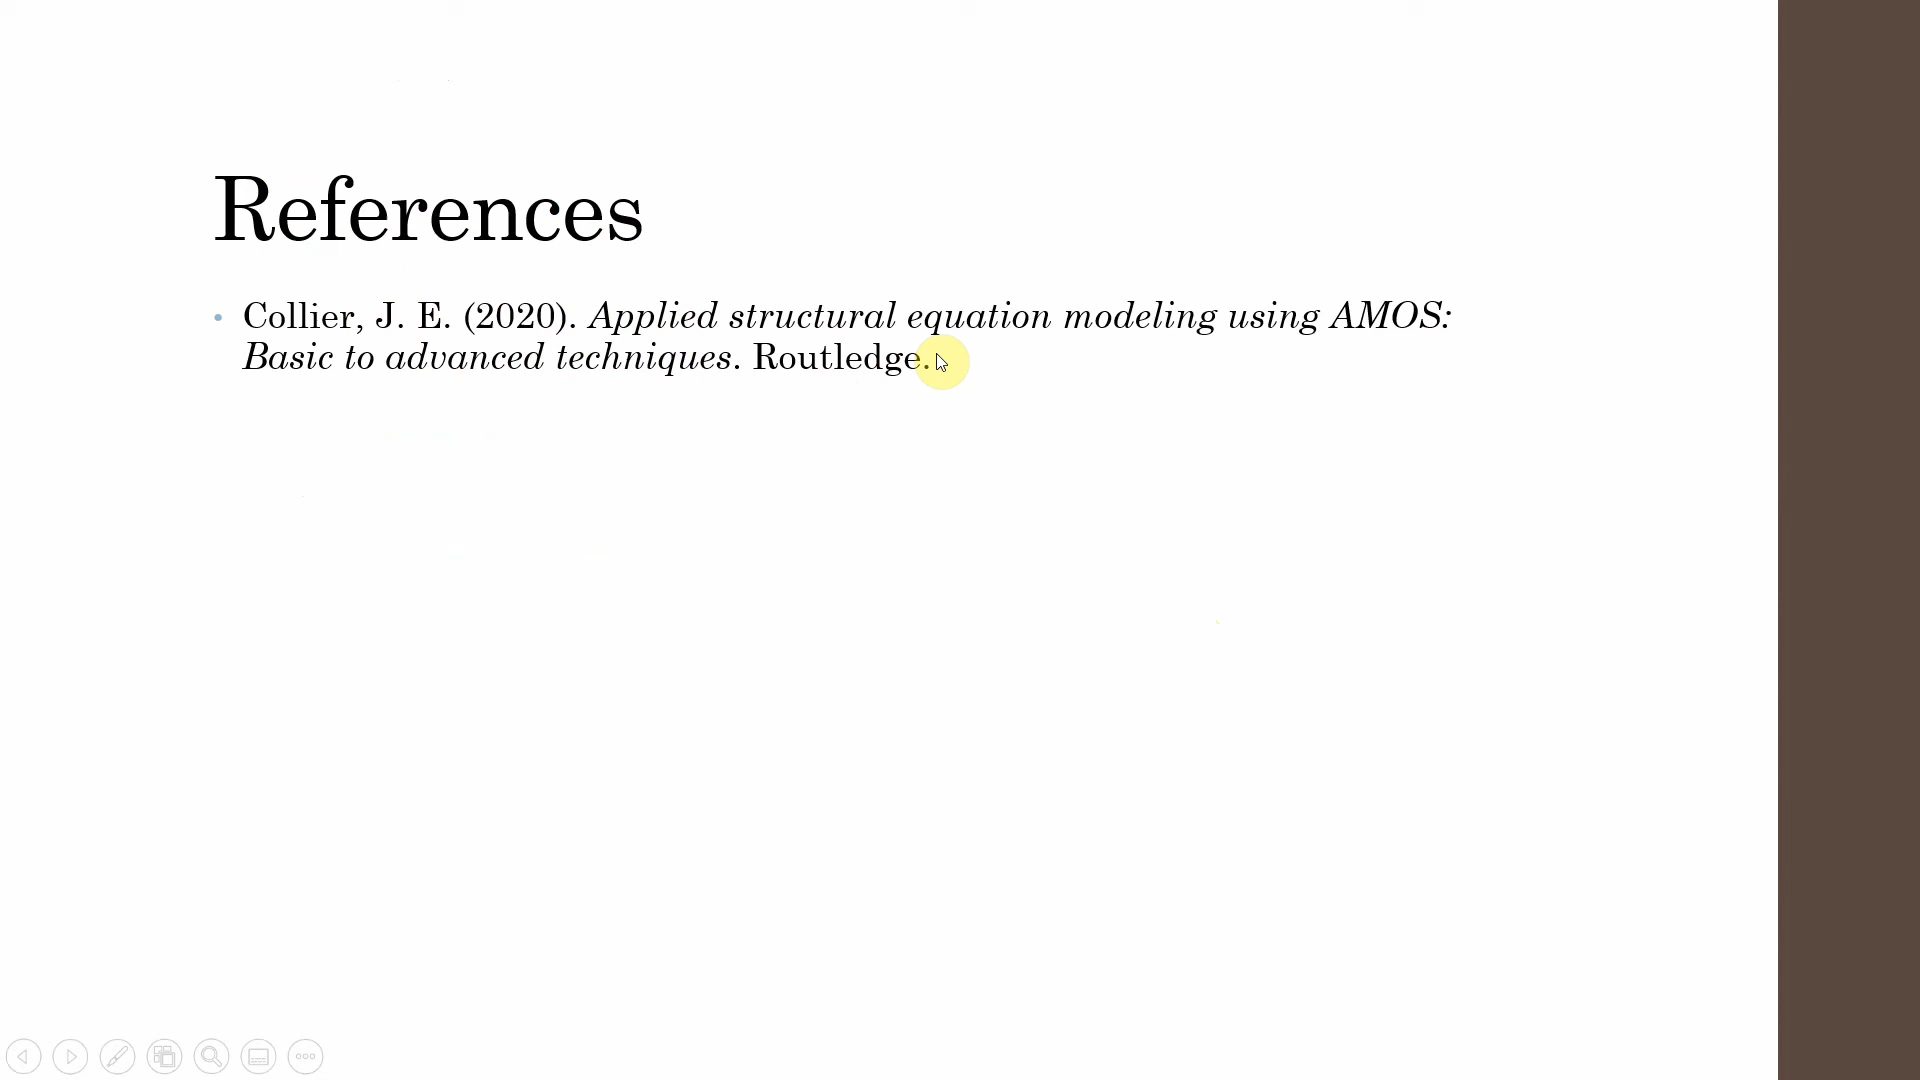 References
• Collier, J. E. (2020). Applied structural equation modeling using AMOS:
Basic to advanced techniques. Routledge.